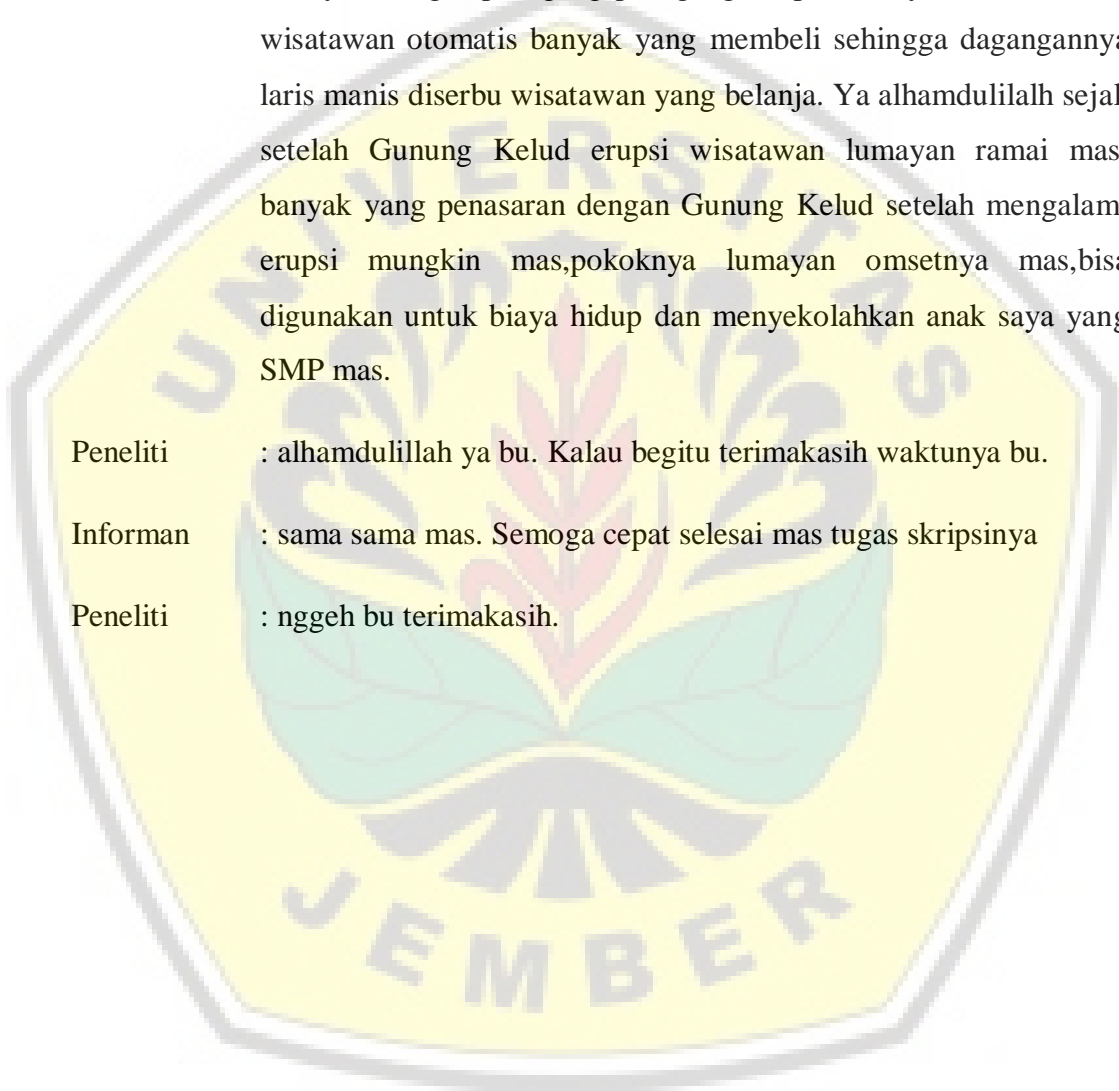 wisatawan otomatis banyak yang membeli sehingga dagangannya
laris manis diserbu wisatawan yang belanja. Ya alhamdulilalh
setelah Gunung Kelud erupsi wisatawan lumayan ramai mas
banyak yang penasaran dengan Gunung Kelud setelah
erupsi mungkin mas,pokoknya lumayan omsetnya mas,bisa
digunakan untuk biaya hidup dan menyekolahkan anak saya yang
SMP mas.
Peneliti : alhamdulillah ya bu. Kalau begitu terimakasih waktunya bu.
Informan : sama sama mas. Semoga cepat selesai mas tugas skripsinya
Peneliti : nggeh bu terimakasih.
UNIVERSITAS
JEMBER